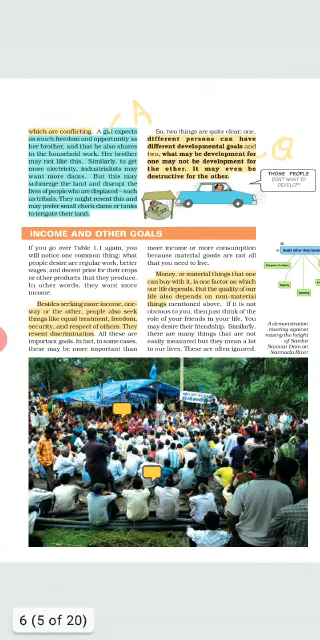 which are conflicting. A girl expects
as much freedom and opportunity as
her brother, and that he also shares
in the household work. Her brother
may not like this. Similarly, to get
more electricity, industrialists may
want more dams. But this may
submerge the land and disrupt the
lives of people who are displaced – such
as tribals. They might resent this and
may prefer small check dams or tanks
to irrigate their land.
So, two things are quite clear: one,
different persons can have
different developmental goals and
two, what may be development for
one may not be development for
the other. It may even be
destructive for the other.
A
B
THOSE PEOPLE
DON'T WANT TO
DEVELOP!
INCOME AND OTHER GOALS
If you go over Table 1.1 again, you
will notice one common thing: what
people desire are regular work, better
wages, and decent price for their crops
or other products that they produce.
In other words, they want more
income.
Besides seeking more income, one-
way or the other, people also seek
things like equal treatment, freedom,
security, and respect of others. They
resent discrimination. All these are
important goals. In fact, in some cases,
these may be more important than
more income or more consumption
because material goods are not all
that you need to live.
Money, or material things that one
can buy with it, is one factor on which
our life depends. But the quality of our
life also depends on non-material
things mentioned above. If it is not
obvious to you, then just think of the
role of your friends in your life. You
may desire their friendship. Similarly,
there are many things that are not
easily measured but they mean a lot
to our lives. These are often ignored.
Respect of others
A demonstration
meeting against
raising the height
of Sardar
Sarovar Dam on
Narmada River
6 (5 of 20)